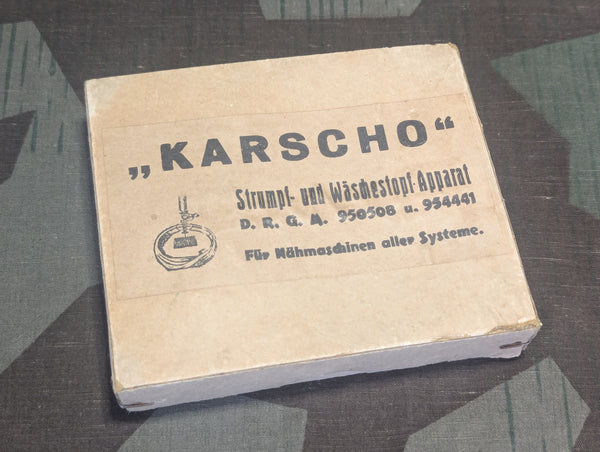 „KARSCHO“
Strumpf- und Wäschestopf-Apparat
D. R. G. M. 950508 u. 954441
Für Nähmaschinen aller Systeme.